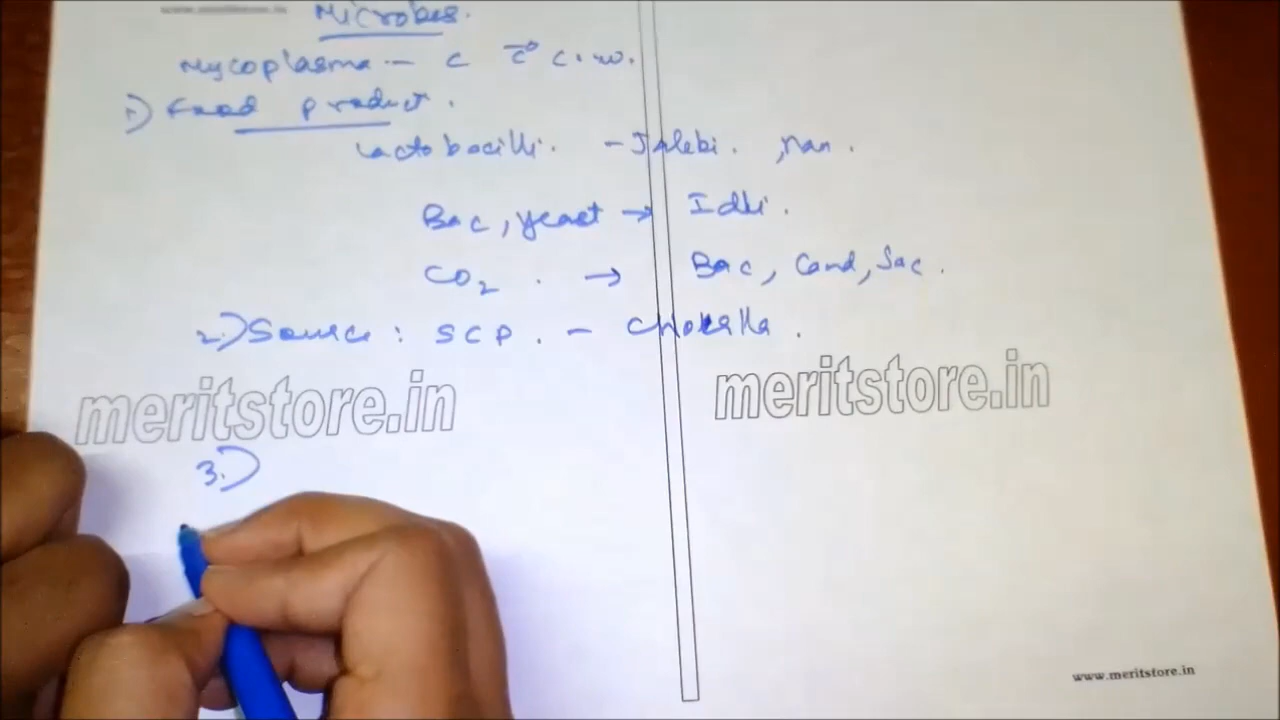 Microbes.
Mycoplasma - c c̄° c.w.
1.) Food product.
Lactobacilli. - Jalebi. , nan.
Bac, yeast → Idli.
CO2 . → Bac, Cand, Sac.
2.) Source : SCP. -
meritstore.in meritstore.in
3.)
www.meritstore.in